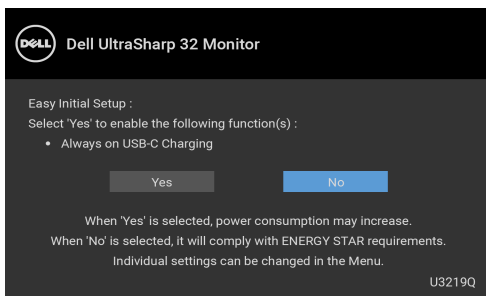 DELL Dell UltraSharp 32 Monitor
Easy Initial Setup :
Select 'Yes' to enable the following function(s) :
• Always on USB-C Charging
Yes No
When 'Yes' is selected, power consumption may increase.
When 'No' is selected, it will comply with ENERGY STAR requirements.
Individual settings can be changed in the Menu.
U3219Q